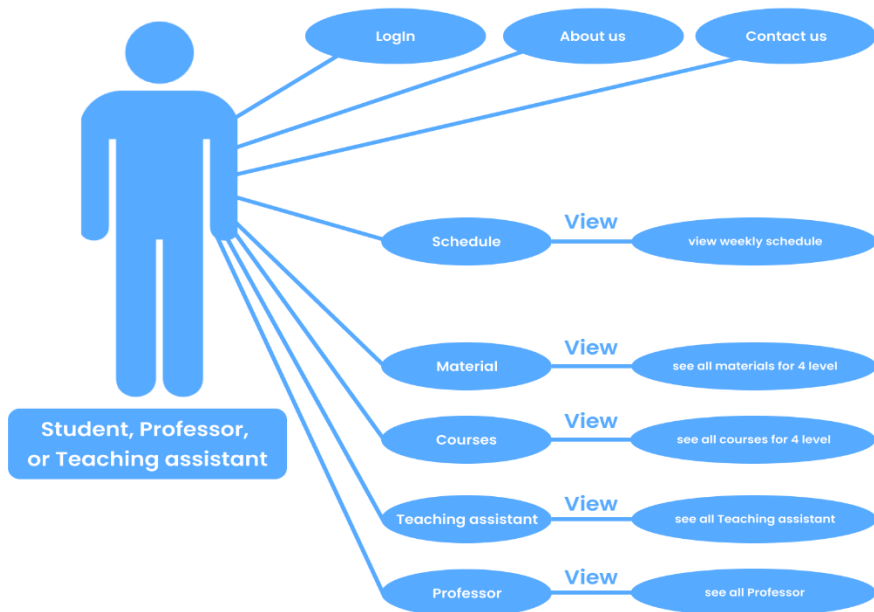 LogIn
About us
Contact us
View
Schedule
view weekly schedule
View
Material
see all materials for 4 level
View
Courses
see all courses for 4 level
Student, Professor,
or Teaching assistant
View
Teaching assistant
see all Teaching assistant
View
Professor
see all Professor